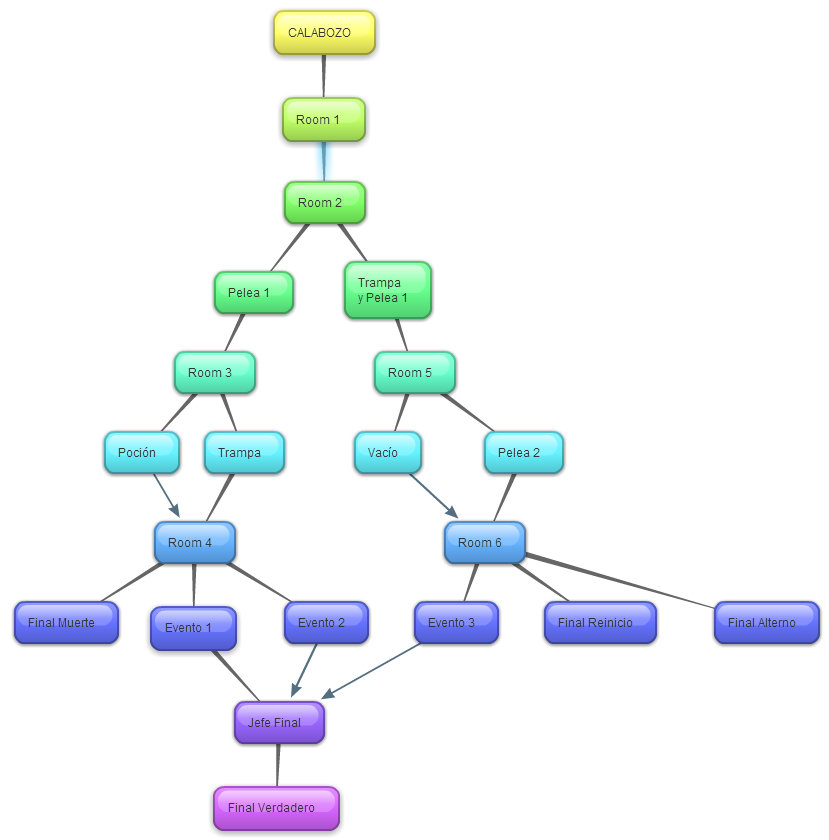 CALABOZO
Room 1
Room 2
Pelea 1
Trampa
y Pelea 1
Room 3
Room 5
Poción
Trampa
Vacío
Pelea 2
Room 4
Room 6
Final Muerte
Evento 1
Evento 2
Evento 3
Final Reinicio
Final Alterno
Jefe Final
Final Verdadero